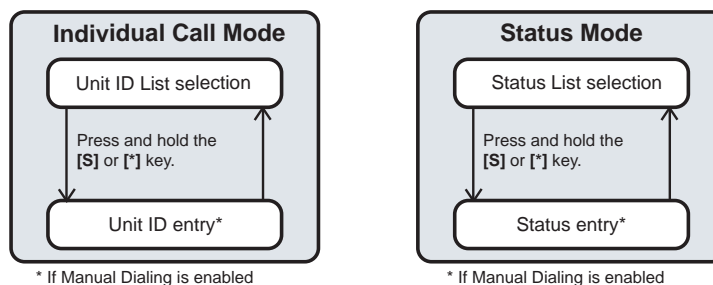 Individual Call Mode
Unit ID List selection
Press and hold the
[S] or [*] key.
Unit ID entry*
* If Manual Dialing is enabled
Status Mode
Status List selection
Press and hold the
[S] or [*] key.
Status entry*
* If Manual Dialing is enabled